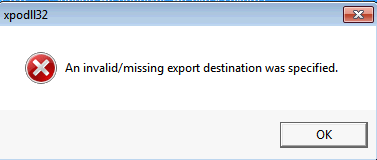 xpodll32
An invalid/missing export destination was specified.
OK